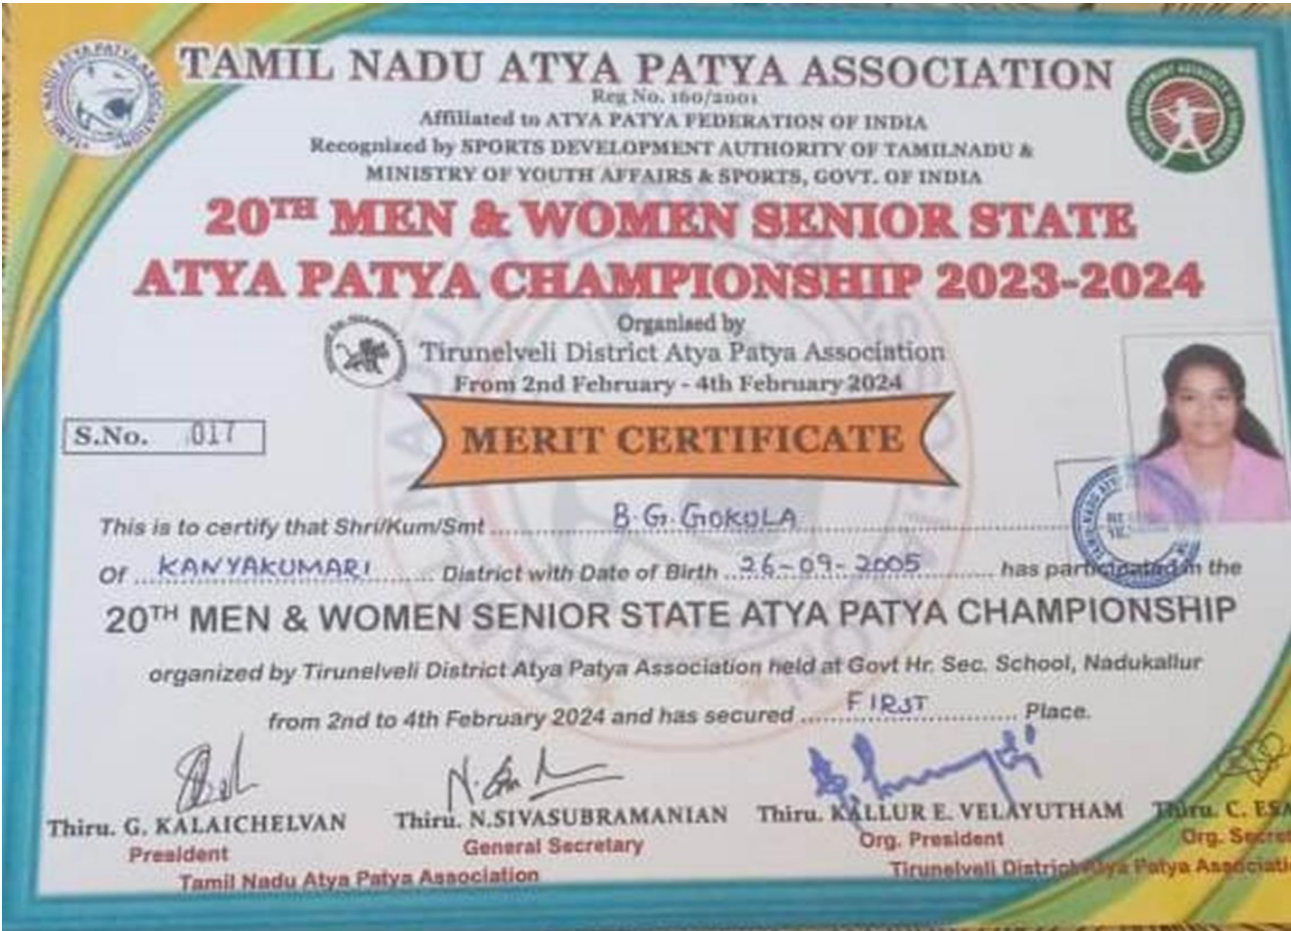 TAMIL NADU ATYA PATYA ASSOCIATION
Reg No. 160/2001
Affiliated to ATYA PATYA FEDERATION OF INDIA
Recognized by SPORTS DEVELOPMENT AUTHORITY OF TAMILNADU &
MINISTRY OF YOUTH AFFAIRS & SPORTS, GOVT. OF INDIA
20TH MEN & WOMEN SENIOR STATE
ATYA PATYA CHAMPIONSHIP 2023-2024
Organised by
Tirunelveli District Atya Patya Association
From 2nd February - 4th February 2024
S.No. 017
MERIT CERTIFICATE
This is to certify that Shri/Kum/Smt B.G. GOKULA
Of KANYAKUMARI District with Date of Birth 26-09-2005 has participated in the
20TH MEN & WOMEN SENIOR STATE ATYA PATYA CHAMPIONSHIP
organized by Tirunelveli District Atya Patya Association held at Govt Hr. Sec. School, Nadukallur
from 2nd to 4th February 2024 and has secured FIRST Place.
Thiru. G. KALAICHELVAN Thiru. N.SIVASUBRAMANIAN Thiru. KALLUR E. VELAYUTHAM Thiru. C. ESA
President General Secretary Org. President Org. Secret
Tamil Nadu Atya Patya Association Tirunelveli District Atya Patya Associati